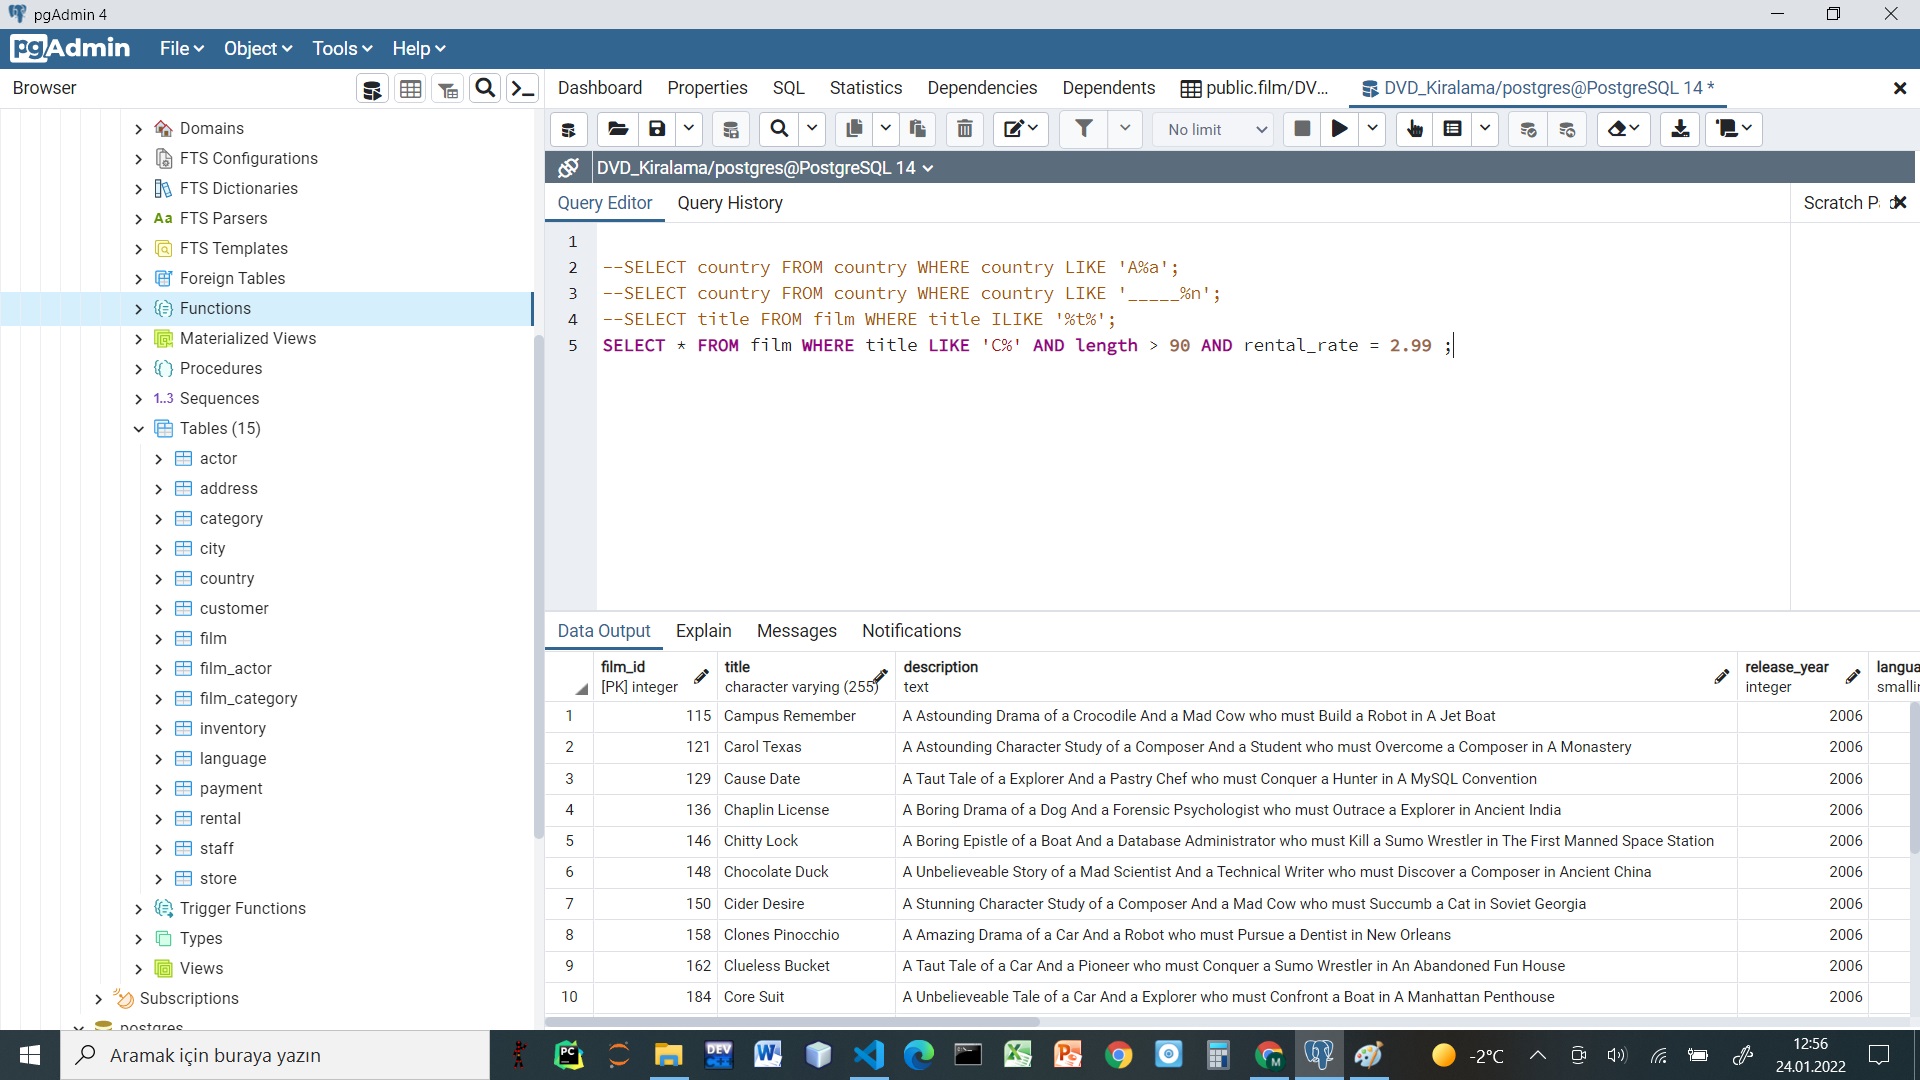 pgAdmin 4
pgAdmin File Object Tools Help
Browser
Dashboard Properties SQL Statistics Dependencies Dependents public.film/DV... DVD_Kiralama/postgres@PostgreSQL 14 *
No limit
DVD_Kiralama/postgres@PostgreSQL 14
Query Editor Query History
Scratch P
Domains
FTS Configurations
FTS Dictionaries
Aa FTS Parsers
FTS Templates
Foreign Tables
Functions
Materialized Views
Procedures
1..3 Sequences
Tables (15)
actor
address
category
city
country
customer
film
film_actor
film_category
inventory
language
payment
rental
staff
store
Trigger Functions
Types
Views
Subscriptions
postgres
1
2 --SELECT country FROM country WHERE country LIKE 'A%a';
3 --SELECT country FROM country WHERE country LIKE '_____%n';
4 --SELECT title FROM film WHERE title ILIKE '%t%';
5 SELECT * FROM film WHERE title LIKE 'C%' AND length > 90 AND rental_rate = 2.99 ;
Data Output Explain Messages Notifications
film_id title description release_year langua
[PK] integer character varying (255) text integer smallin
1 115 Campus Remember A Astounding Drama of a Crocodile And a Mad Cow who must Build a Robot in A Jet Boat 2006
2 121 Carol Texas A Astounding Character Study of a Composer And a Student who must Overcome a Composer in A Monastery 2006
3 129 Cause Date A Taut Tale of a Explorer And a Pastry Chef who must Conquer a Hunter in A MySQL Convention 2006
4 136 Chaplin License A Boring Drama of a Dog And a Forensic Psychologist who must Outrace a Explorer in Ancient India 2006
5 146 Chitty Lock A Boring Epistle of a Boat And a Database Administrator who must Kill a Sumo Wrestler in The First Manned Space Station 2006
6 148 Chocolate Duck A Unbelieveable Story of a Mad Scientist And a Technical Writer who must Discover a Composer in Ancient China 2006
7 150 Cider Desire A Stunning Character Study of a Composer And a Mad Cow who must Succumb a Cat in Soviet Georgia 2006
8 158 Clones Pinocchio A Amazing Drama of a Car And a Robot who must Pursue a Dentist in New Orleans 2006
9 162 Clueless Bucket A Taut Tale of a Car And a Pioneer who must Conquer a Sumo Wrestler in An Abandoned Fun House 2006
10 184 Core Suit A Unbelieveable Tale of a Car And a Explorer who must Confront a Boat in A Manhattan Penthouse 2006
Aramak için buraya yazın
PC
DEV
-2°C
12:56
24.01.2022